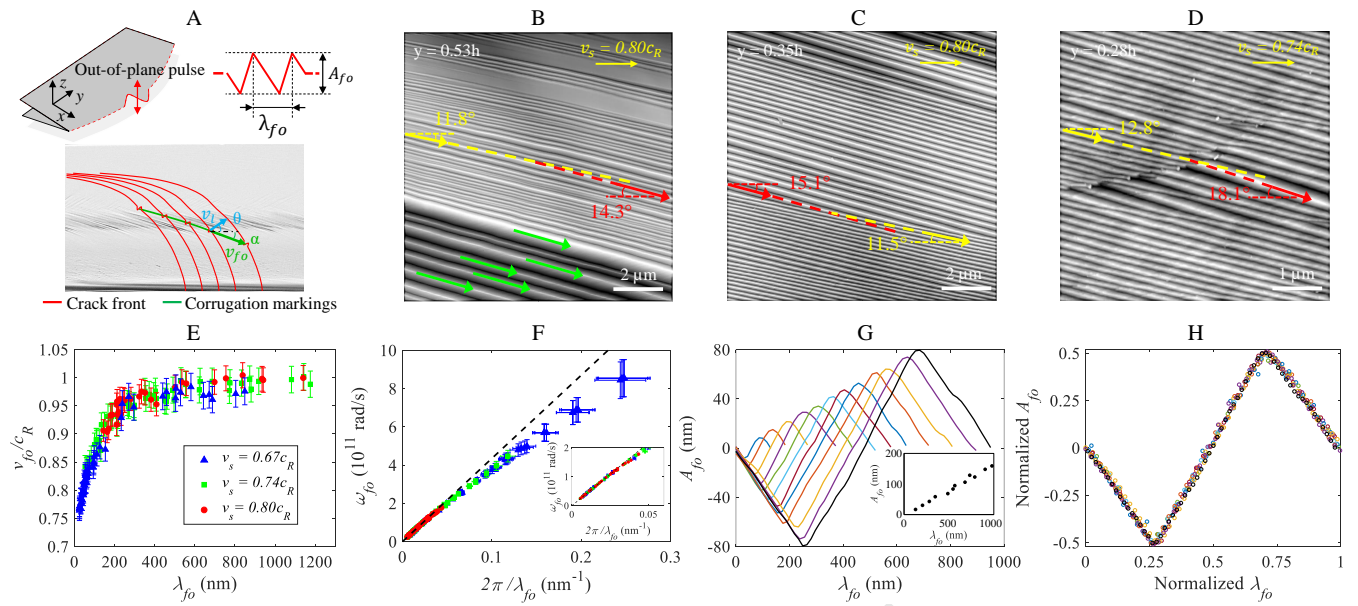 A
Out-of-plane pulse
z
y
x
A_fo
λ_fo
v_l
θ
α
v_fo
Crack front
Corrugation markings
B
y = 0.53h
v_s = 0.80c_R
11.8°
14.3°
2 μm
C
y = 0.35h
v_s = 0.80c_R
15.1°
11.5°
2 μm
D
y = 0.28h
v_s = 0.74c_R
12.8°
18.1°
1 μm
E
v_fo/c_R
1.05
1
0.95
0.9
0.85
0.8
0.75
0.7
v_s = 0.67c_R
v_s = 0.74c_R
v_s = 0.80c_R
0 200 400 600 800 1000 1200
λ_fo (nm)
F
ω_fo (10¹¹ rad/s)
10
8
6
4
2
0
ω_fo (10¹¹ rad/s)
2
1
0
0 0.05
2π/λ_fo (nm⁻¹)
0 0.1 0.2 0.3
2π/λ_fo (nm⁻¹)
G
A_fo (nm)
80
40
0
-40
-80
A_fo (nm)
200
100
0
0 500 1000
λ_fo (nm)
0 200 400 600 800 1000
λ_fo (nm)
H
Normalized A_fo
0.5
0.25
0
-0.25
-0.5
0 0.25 0.5 0.75 1
Normalized λ_fo